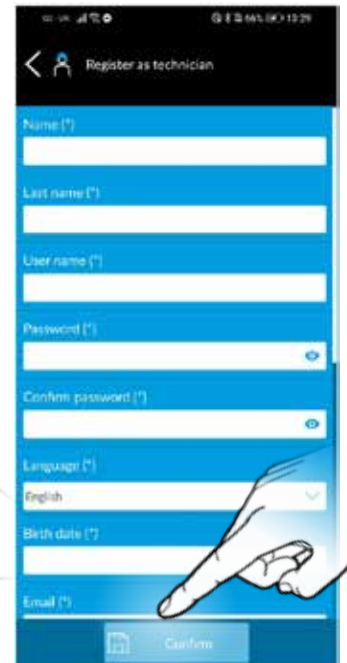 Register as technician
Name (*)
Last name (*)
User name (*)
Password (*)
Confirm password (*)
Language (*)
English
Birth date (*)
Email (*)
Confirm